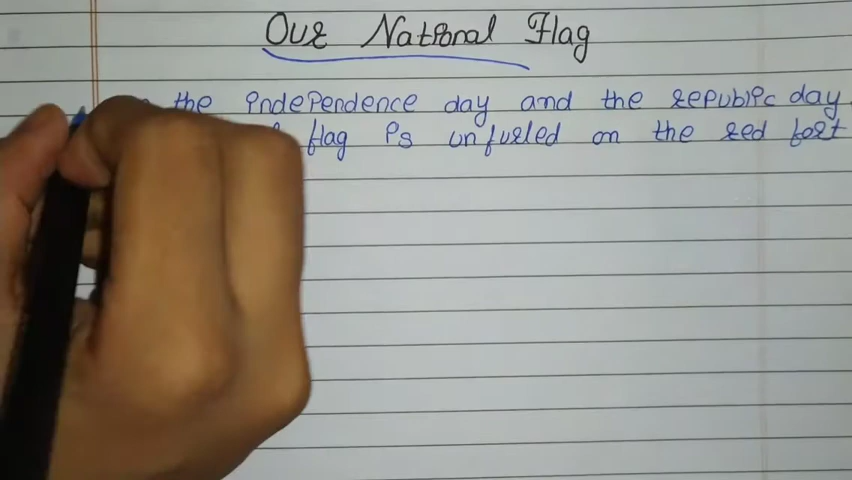 Our National Flag
the independence day and the republic day
flag is unfurled on the red fort